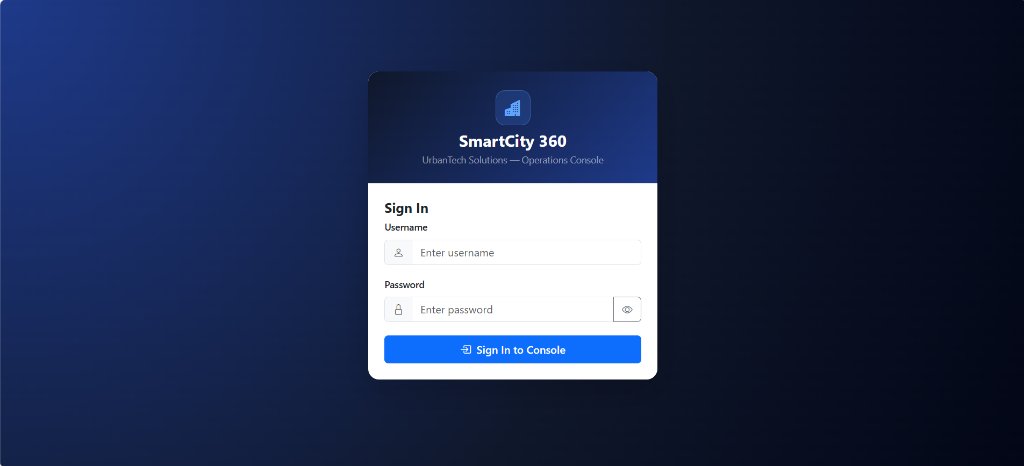 SmartCity 360
UrbanTech Solutions — Operations Console
Sign In
Username
Enter username
Password
Enter password
Sign In to Console